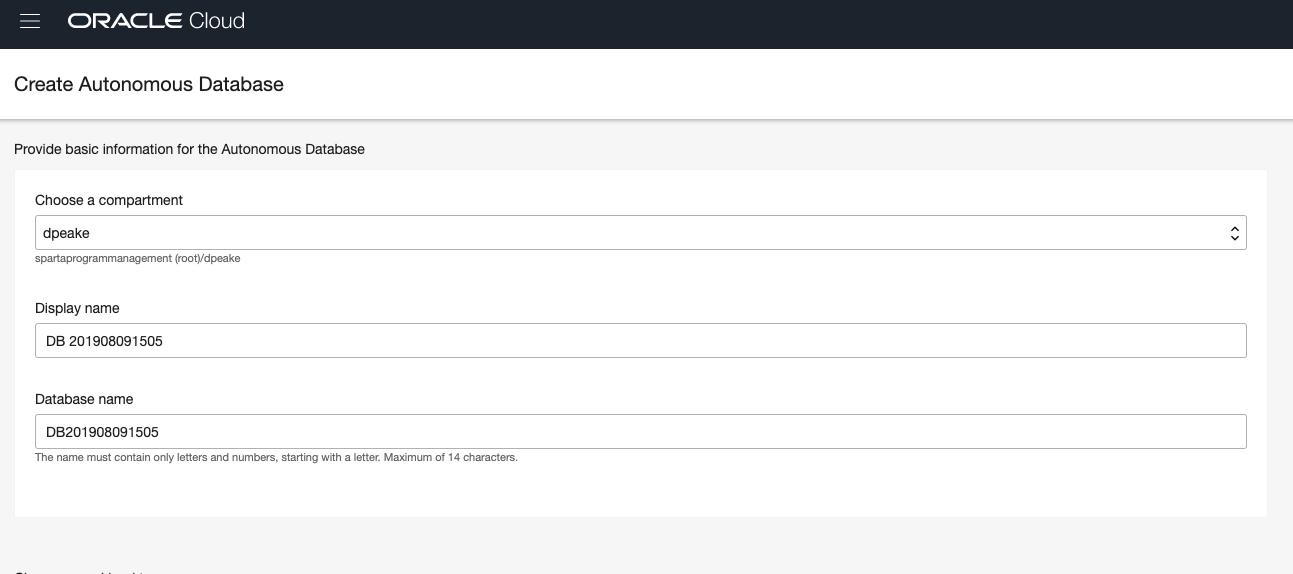 ORACLE Cloud
Create Autonomous Database
Provide basic information for the Autonomous Database
Choose a compartment
dpeake
spartaprogrammanagement (root)/dpeake
Display name
DB 201908091505
Database name
DB201908091505
The name must contain only letters and numbers, starting with a letter. Maximum of 14 characters.